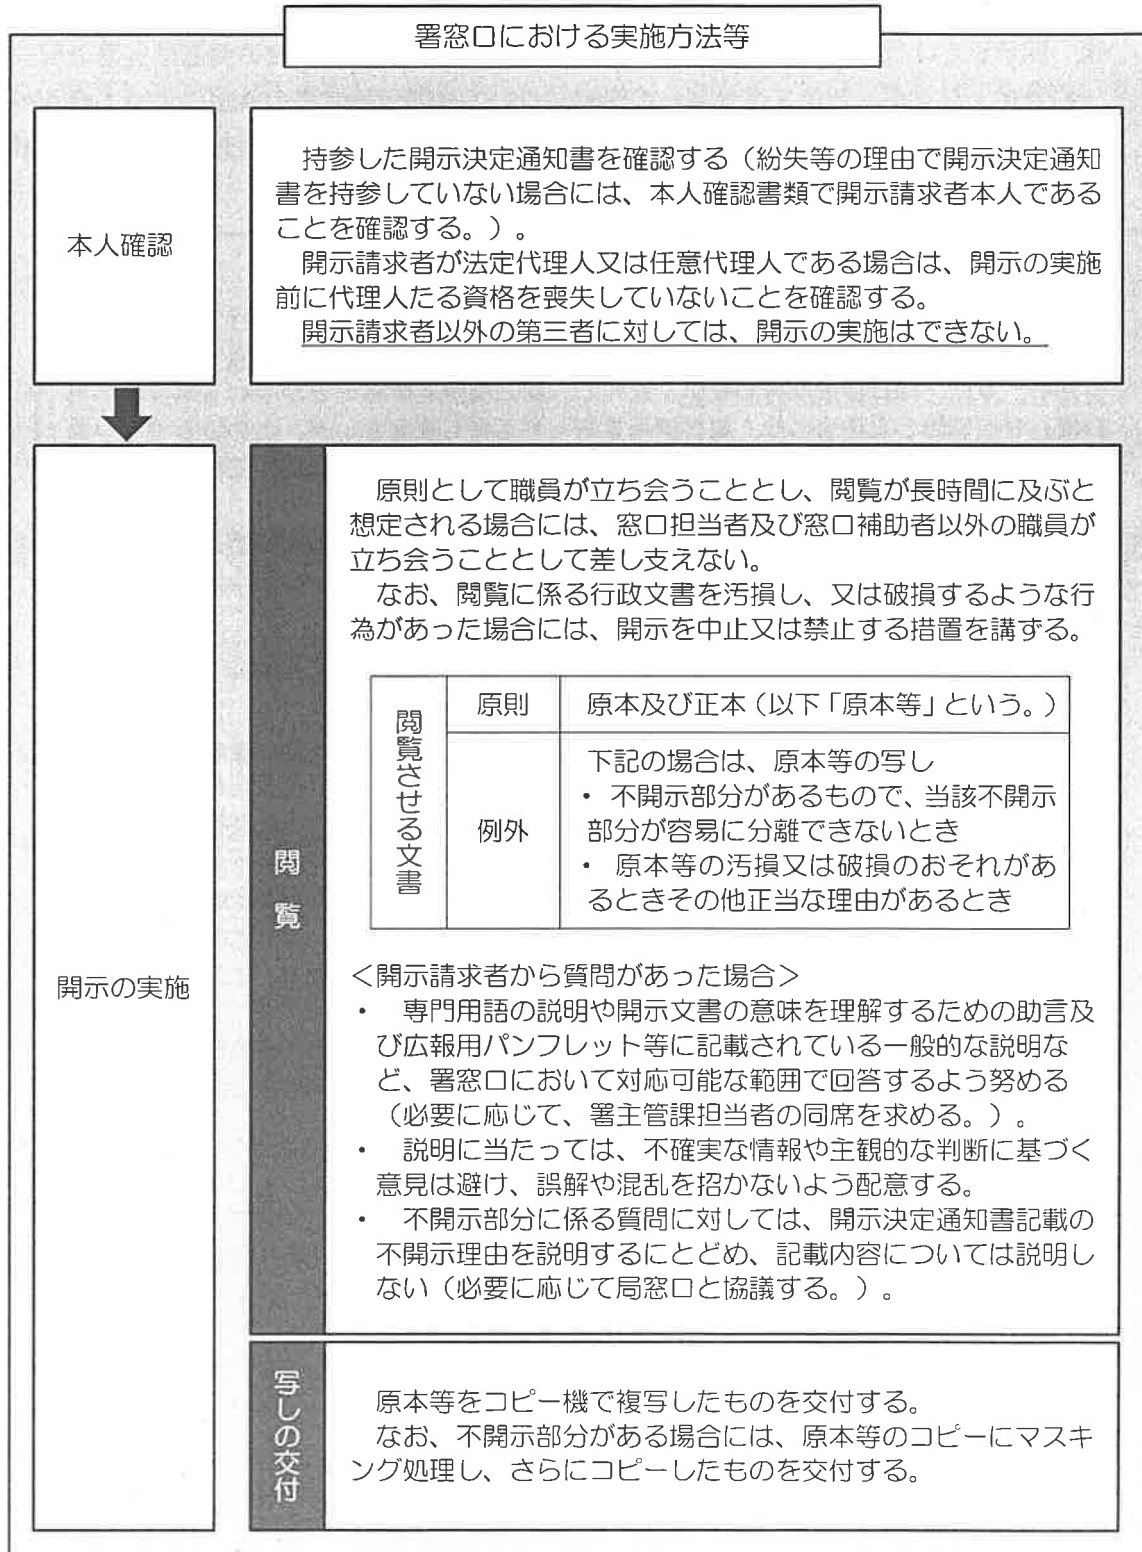 署窓口における実施方法等
本人確認
　持参した開示決定通知書を確認する（紛失等の理由で開示決定通知
書を持参していない場合には、本人確認書類で開示請求者本人である
ことを確認する。）。
　開示請求者が法定代理人又は任意代理人である場合は、開示の実施
前に代理人たる資格を喪失していないことを確認する。
　開示請求者以外の第三者に対しては、開示の実施はできない。
開示の実施
閲覧
　原則として職員が立ち会うこととし、閲覧が長時間に及ぶと
想定される場合には、窓口担当者及び窓口補助者以外の職員が
立ち会うこととして差し支えない。
　なお、閲覧に係る行政文書を汚損し、又は破損するような行
為があった場合には、開示を中止又は禁止する措置を講ずる。
閲覧させる文書
原則
原本及び正本（以下「原本等」という。）
例外
下記の場合は、原本等の写し
・ 不開示部分があるもので、当該不開示
部分が容易に分離できないとき
・ 原本等の汚損又は破損のおそれがあ
るときその他正当な理由があるとき
＜開示請求者から質問があった場合＞
・　専門用語の説明や開示文書の意味を理解するための助言及
び広報用パンフレット等に記載されている一般的な説明な
ど、署窓口において対応可能な範囲で回答するよう努める
（必要に応じて、署主管課担当者の同席を求める。）。
・　説明に当たっては、不確実な情報や主観的な判断に基づく
意見は避け、誤解や混乱を招かないよう配意する。
・　不開示部分に係る質問に対しては、開示決定通知書記載の
不開示理由を説明するにとどめ、記載内容については説明し
ない（必要に応じて局窓口と協議する。）。
写しの交付
　原本等をコピー機で複写したものを交付する。
　なお、不開示部分がある場合には、原本等のコピーにマスキ
ング処理し、さらにコピーしたものを交付する。